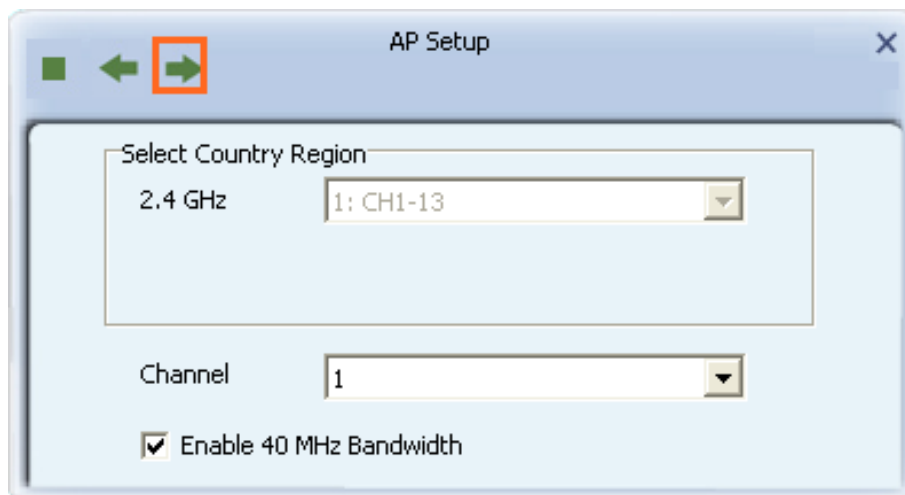 AP Setup
Select Country Region
2.4 GHz
1: CH1-13
Channel
1
Enable 40 MHz Bandwidth